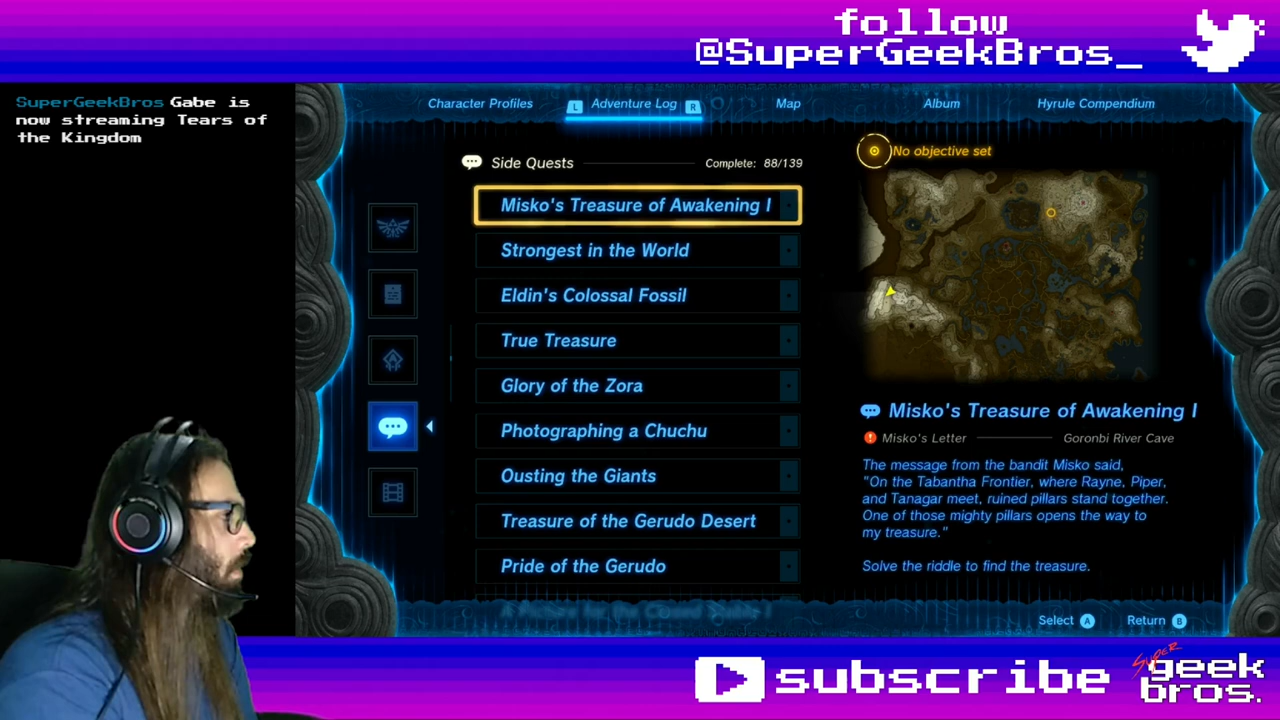 follow
@SuperGeekBros_
SuperGeekBros Gabe is
now streaming Tears of
the Kingdom
Character Profiles
L Adventure Log R
Map
Album
Hyrule Compendium
Side Quests
Complete: 88/139
No objective set
Misko's Treasure of Awakening I
Strongest in the World
Eldin's Colossal Fossil
True Treasure
Glory of the Zora
Photographing a Chuchu
Ousting the Giants
Treasure of the Gerudo Desert
Pride of the Gerudo
Misko's Treasure of Awakening I
Misko's Letter
Goronbi River Cave
The message from the bandit Misko said,
"On the Tabantha Frontier, where Rayne, Piper,
and Tanagar meet, ruined pillars stand together.
One of those mighty pillars opens the way to
my treasure."
Solve the riddle to find the treasure.
Select A
Return B
subscribe
super
geek
bros.